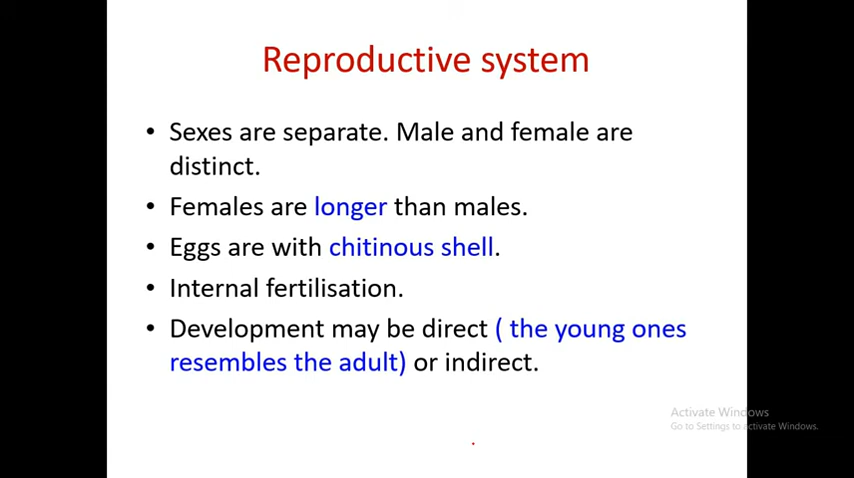 Reproductive system
• Sexes are separate. Male and female are
distinct.
• Females are longer than males.
• Eggs are with chitinous shell.
• Internal fertilisation.
• Development may be direct ( the young ones
resembles the adult) or indirect.
Activate Windows
Go to Settings to activate Windows.